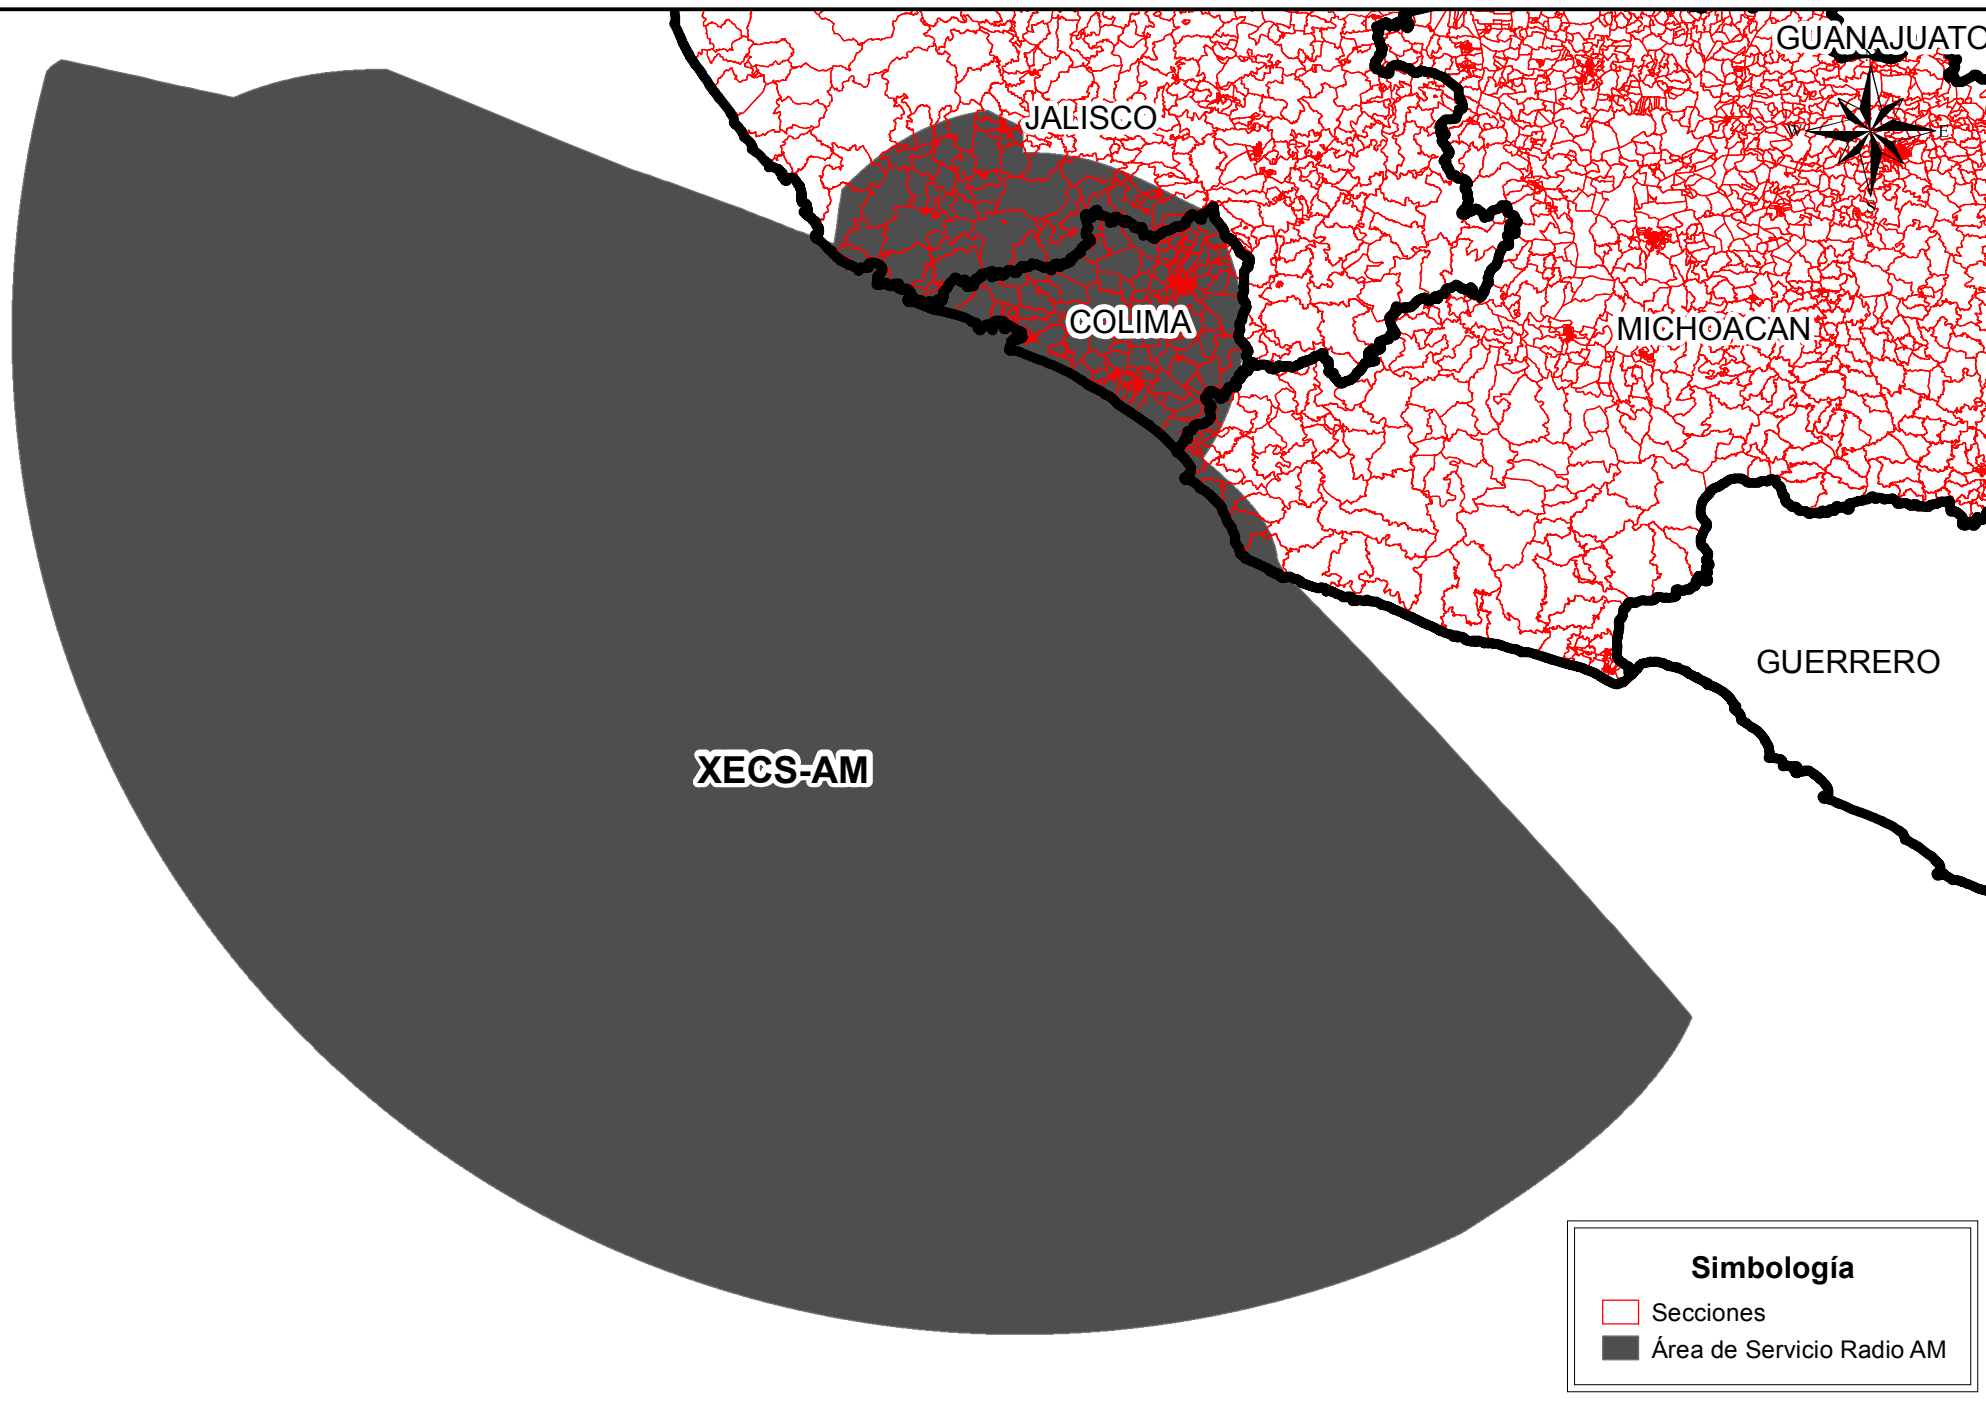 GUANAJUATO
JALISCO
W
E
S
COLIMA
MICHOACAN
GUERRERO
XECS-AM
Simbología
Secciones
Área de Servicio Radio AM